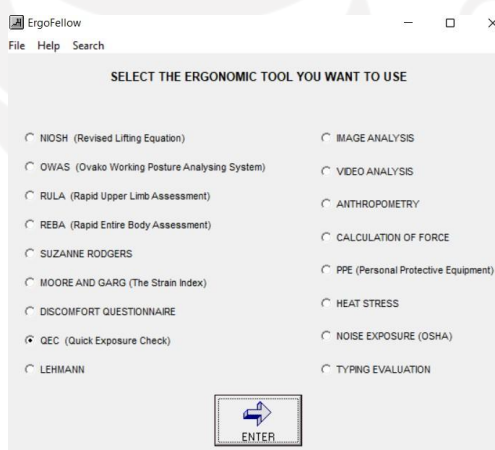 ErgoFellow
File Help Search
SELECT THE ERGONOMIC TOOL YOU WANT TO USE
NIOSH (Revised Lifting Equation)
OWAS (Ovako Working Posture Analysing System)
RULA (Rapid Upper Limb Assessment)
REBA (Rapid Entire Body Assessment)
SUZANNE RODGERS
MOORE AND GARG (The Strain Index)
DISCOMFORT QUESTIONNAIRE
QEC (Quick Exposure Check)
LEHMANN
IMAGE ANALYSIS
VIDEO ANALYSIS
ANTHROPOMETRY
CALCULATION OF FORCE
PPE (Personal Protective Equipment)
HEAT STRESS
NOISE EXPOSURE (OSHA)
TYPING EVALUATION
ENTER